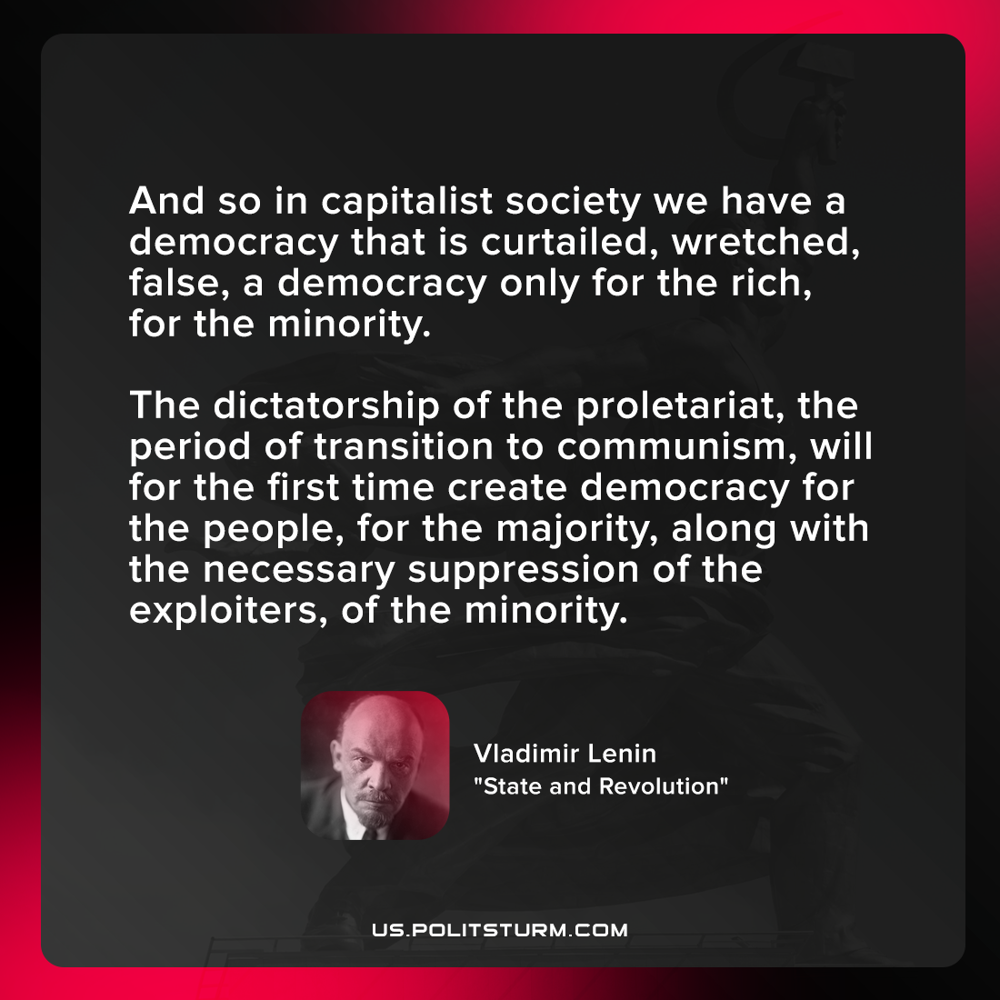 And so in capitalist society we have a
democracy that is curtailed, wretched,
false, a democracy only for the rich,
for the minority.
The dictatorship of the proletariat, the
period of transition to communism, will
for the first time create democracy for
the people, for the majority, along with
the necessary suppression of the
exploiters, of the minority.
Vladimir Lenin
"State and Revolution"
US.POLITSTURM.COM